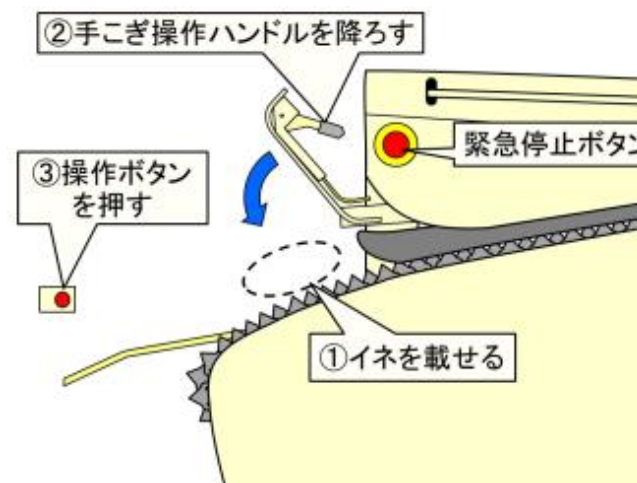 ②手こぎ操作ハンドルを降ろす
緊急停止ボタン
③操作ボタン
を押す
①イネを載せる